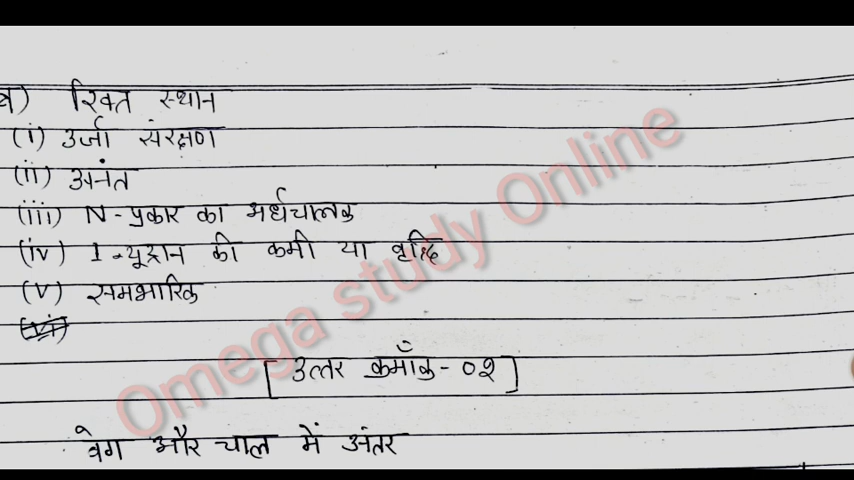 ब) रिक्त स्थान
(i) उर्जा संरक्षण
(ii) अनंत
(iii) N-प्रकार का अर्धचालक
(iv) 1-न्यूट्रान की कमी या वृद्धि
(v) समभारिक
(vi)
[उत्तर क्रमाँक-02]
वेग और चाल में अंतर
Omega study Online